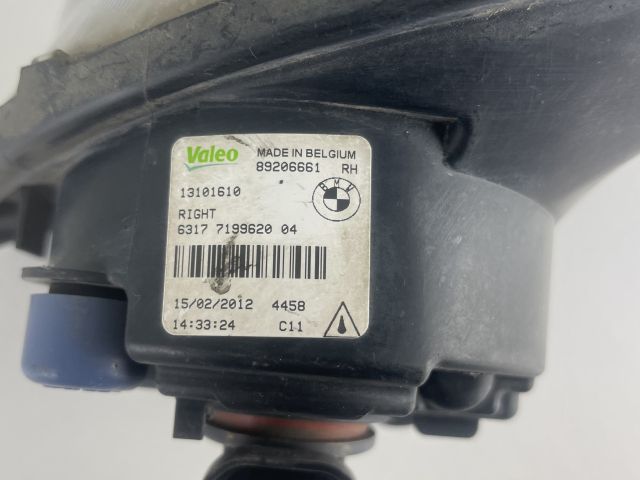 Valeo MADE IN BELGIUM
89206661 RH
13101610
BMW
RIGHT
6317 7199620 04
15/02/2012 4458
14:33:24 C11